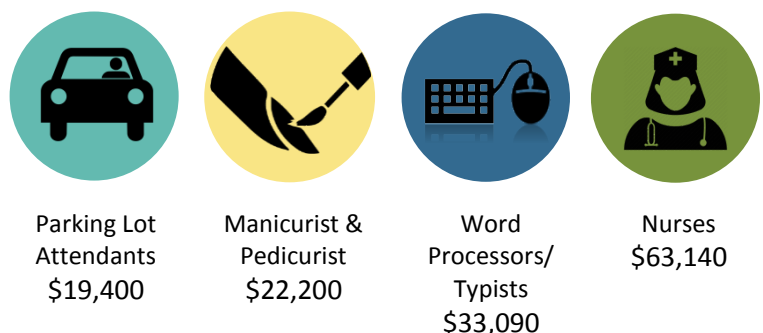 Parking Lot
Attendants
$19,400
Manicurist &
Pedicurist
$22,200
Word
Processors/
Typists
$33,090
Nurses
$63,140